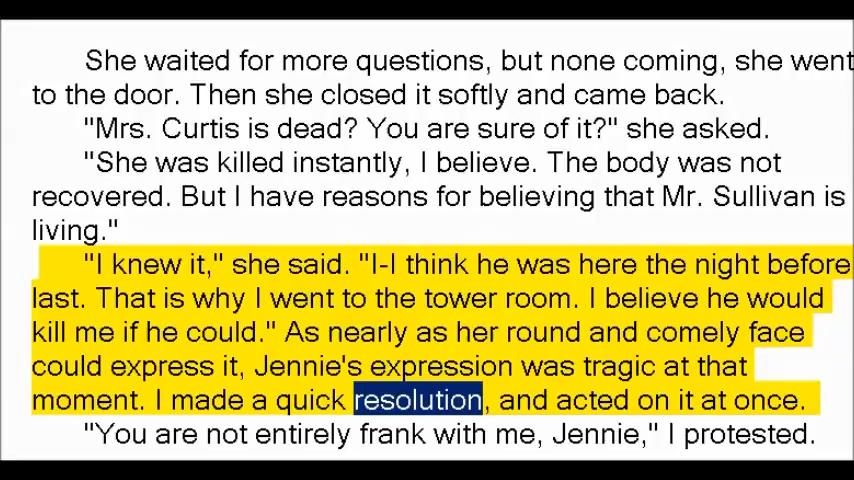 She waited for more questions, but none coming, she went
to the door. Then she closed it softly and came back.
"Mrs. Curtis is dead? You are sure of it?" she asked.
"She was killed instantly, I believe. The body was not
recovered. But I have reasons for believing that Mr. Sullivan is
living."
"I knew it," she said. "I-I think he was here the night before
last. That is why I went to the tower room. I believe he would
kill me if he could." As nearly as her round and comely face
could express it, Jennie's expression was tragic at that
moment. I made a quick resolution, and acted on it at once.
"You are not entirely frank with me, Jennie," I protested.